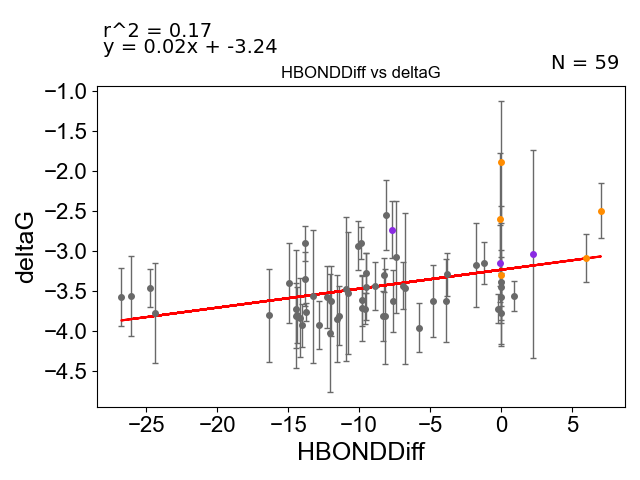 r^2 = 0.17
y = 0.02x + -3.24
N = 59
HBONDDiff vs deltaG
−1.0
−1.5
−2.0
−2.5
−3.0
−3.5
−4.0
−4.5
deltaG
−25 −20 −15 −10 −5 0 5
HBONDDiff